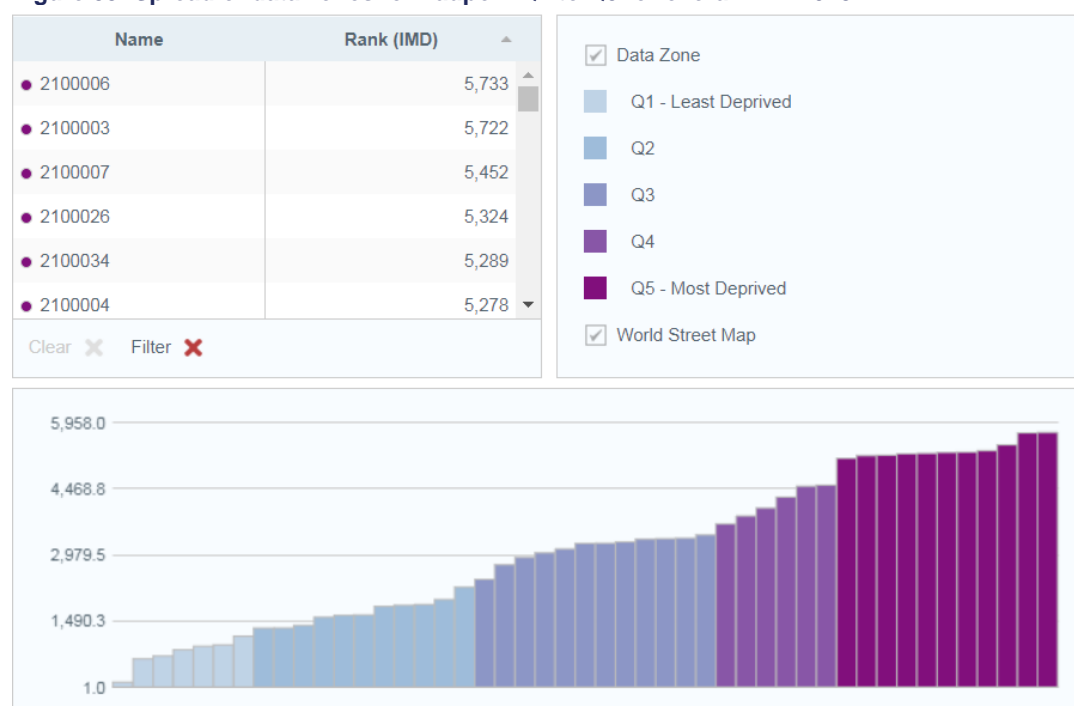 Name Rank (IMD)
2100006 5,733
2100003 5,722
2100007 5,452
2100026 5,324
2100034 5,289
2100004 5,278
Clear Filter
Data Zone
Q1 - Least Deprived
Q2
Q3
Q4
Q5 - Most Deprived
World Street Map
5,958.0
4,468.8
2,979.5
1,490.3
1.0